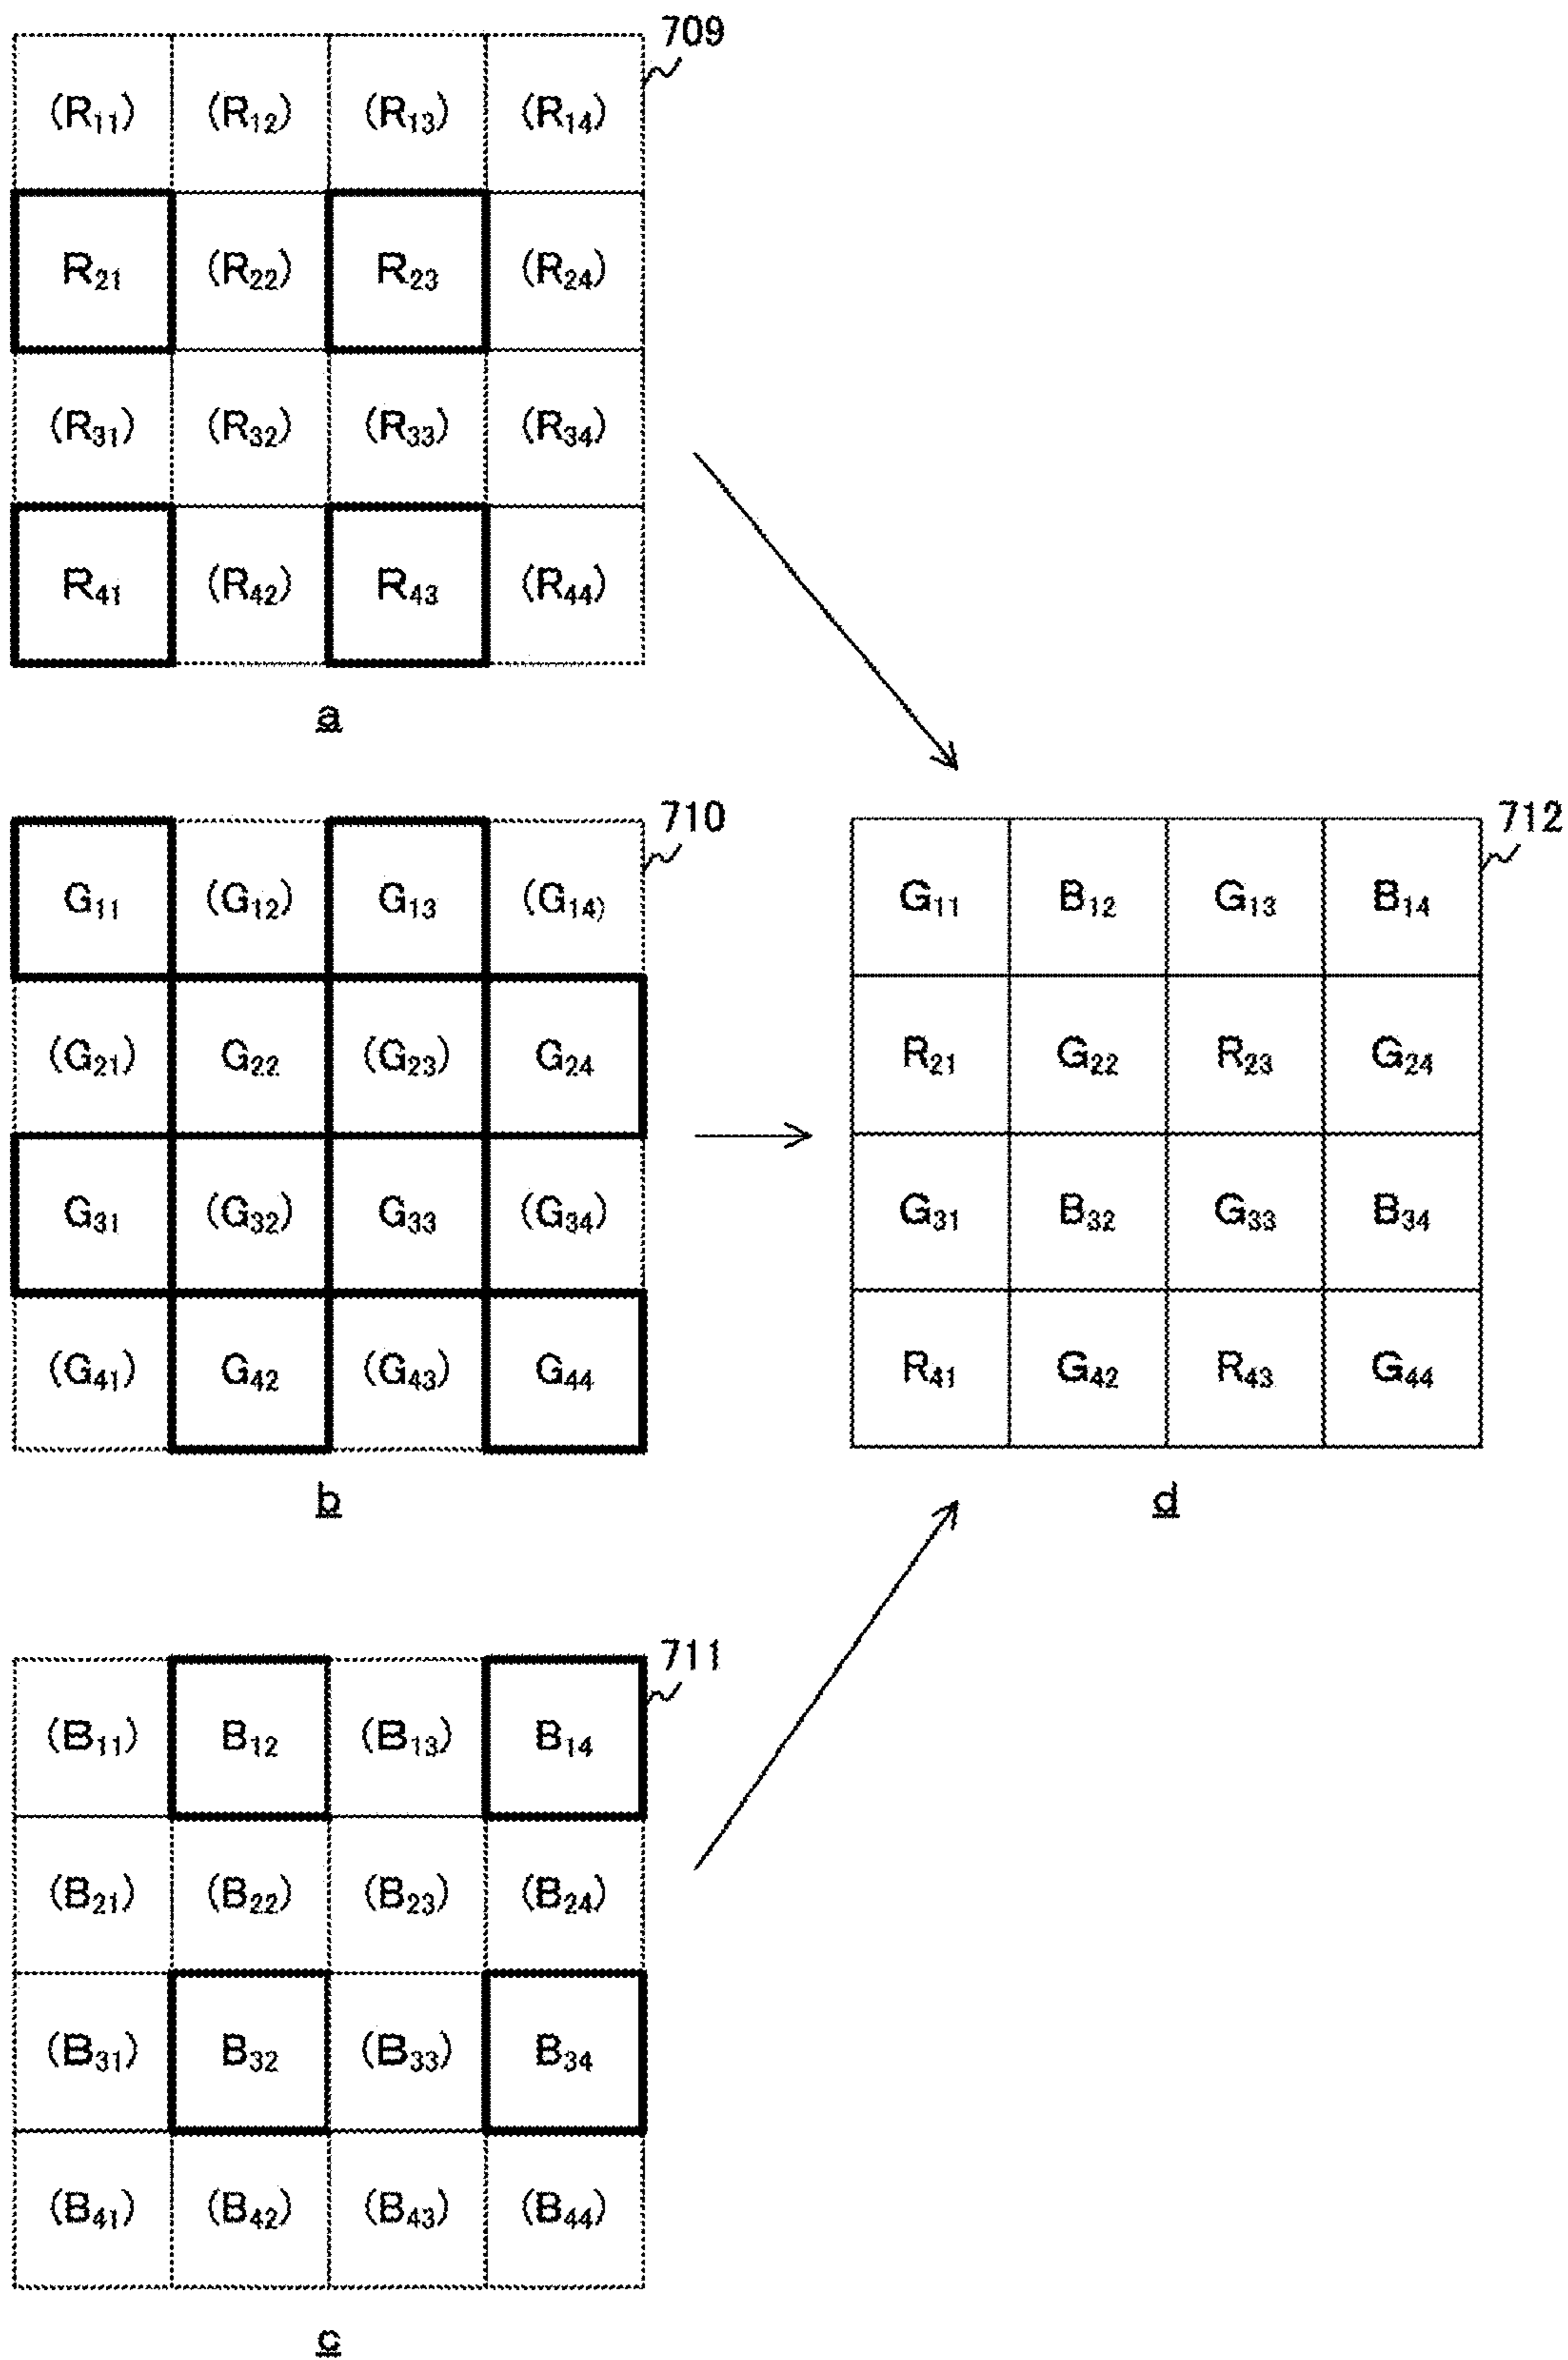 709
(R11) (R12) (R13) (R14)
R21 (R22) R23 (R24)
(R31) (R32) (R33) (R34)
R41 (R42) R43 (R44)
a
710
G11 (G12) G13 (G14)
(G21) G22 (G23) G24
G31 (G32) G33 (G34)
(G41) G42 (G43) G44
b
712
G11 B12 G13 B14
R21 G22 R23 G24
G31 B32 G33 B34
R41 G42 R43 G44
d
711
(B11) B12 (B13) B14
(B21) (B22) (B23) (B24)
(B31) B32 (B33) B34
(B41) (B42) (B43) (B44)
c